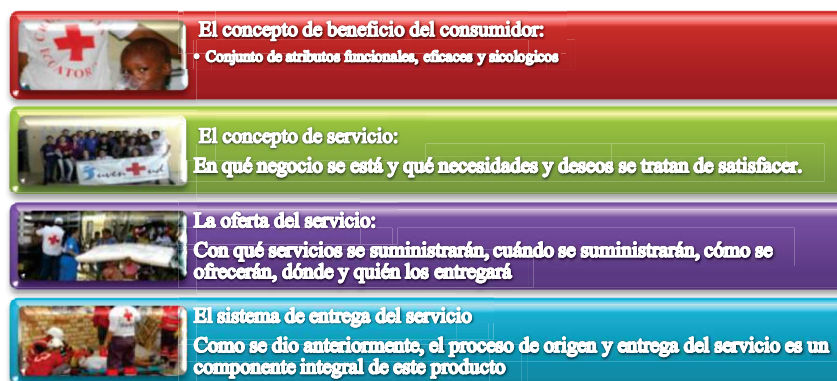 El concepto de beneficio del consumidor:
• Conjunto de atributos funcionales, eficaces y sicologicos
ECUATOR
El concepto de servicio:
En qué negocio se está y qué necesidades y deseos se tratan de satisfacer.
Juventud
La oferta del servicio:
Con qué servicios se suministrarán, cuándo se suministrarán, cómo se
ofrecerán, dónde y quién los entregará
El sistema de entrega del servicio
Como se dio anteriormente, el proceso de origen y entrega del servicio es un
componente integral de este producto